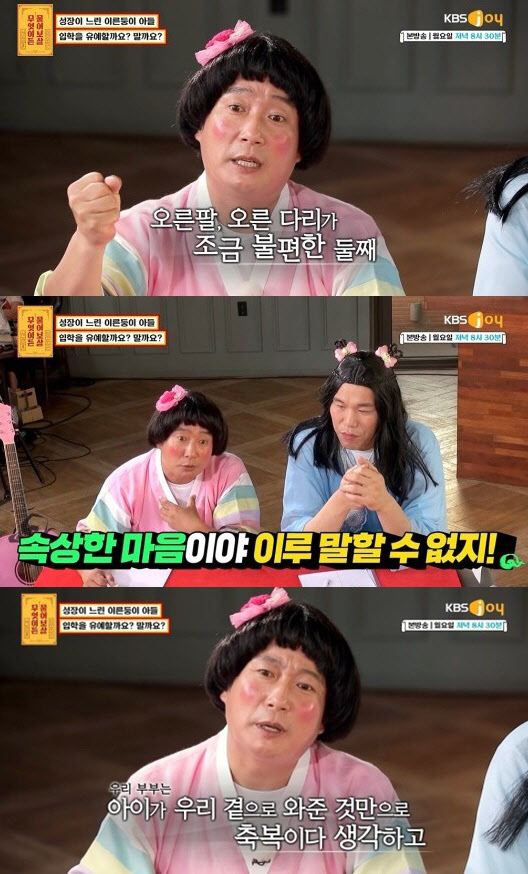 무엇이든
물어보살
성장이 느린 이른둥이 아들
입학을 유예할까요? 말까요?
KBS joy
본방송 | 월요일 저녁 8시 30분
오른팔, 오른 다리가
조금 불편한 둘째
무엇이든
물어보살
성장이 느린 이른둥이 아들
입학을 유예할까요? 말까요?
KBS joy
본방송 | 월요일 저녁 8시 30분
속상한 마음이야 이루 말할 수 없지!
무엇이든
물어보살
성장이 느린 이른둥이 아들
입학을 유예할까요? 말까요?
KBS joy
본방송 | 월요일 저녁 8시 30분
우리 부부는
아이가 우리 곁으로 와준 것만으로
축복이다 생각하고